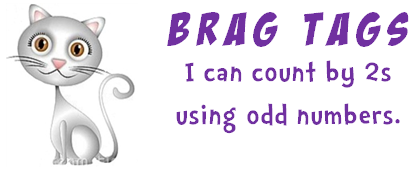 BRAG TAGS
I can count by 2s
using odd numbers.